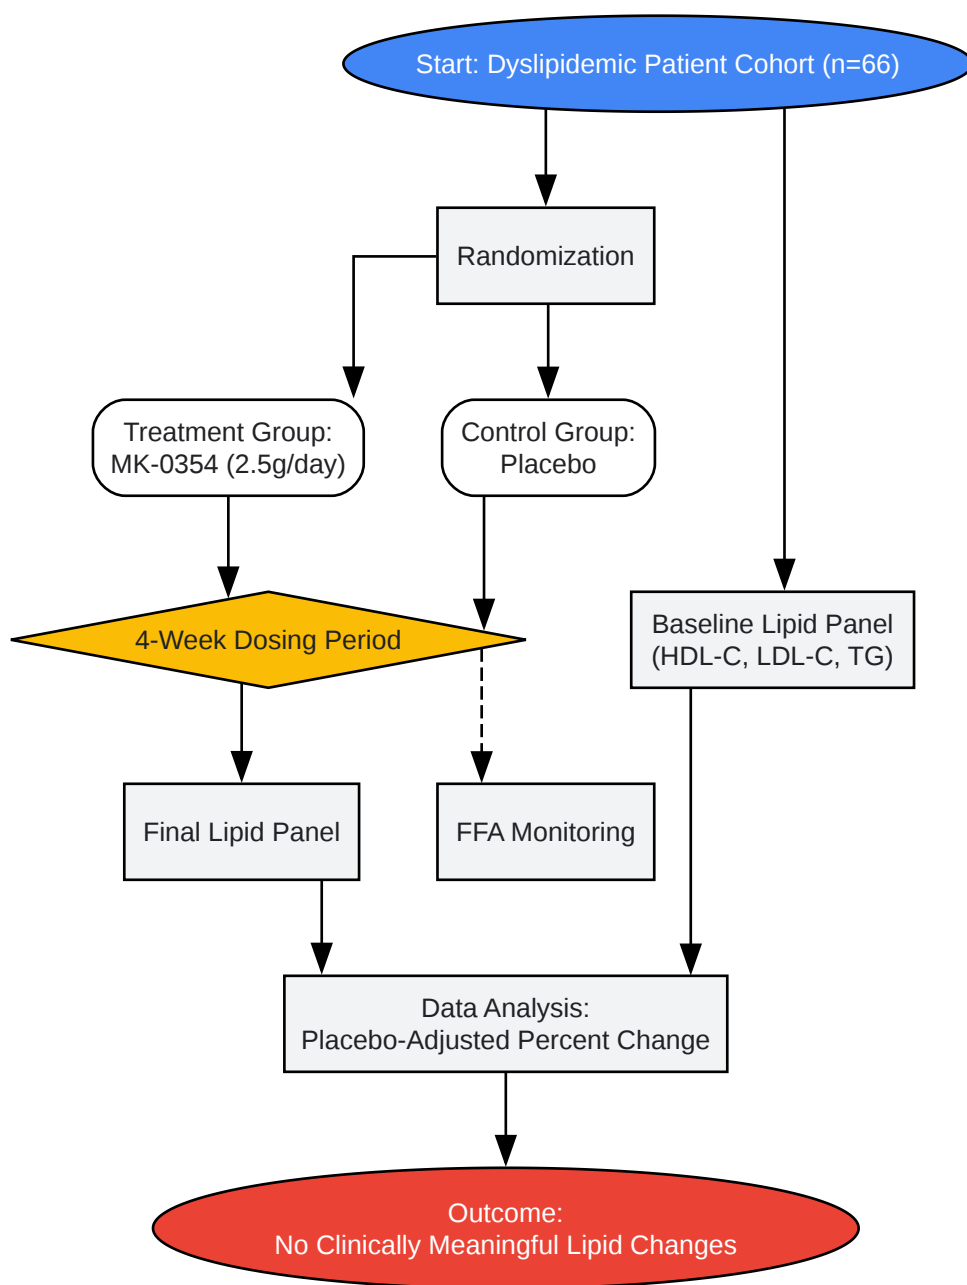 Start: Dyslipidemic Patient Cohort (n=66)
Randomization
Treatment Group:
MK-0354 (2.5g/day)
Control Group:
Placebo
4-Week Dosing Period
Baseline Lipid Panel
(HDL-C, LDL-C, TG)
Final Lipid Panel
FFA Monitoring
Data Analysis:
Placebo-Adjusted Percent Change
Outcome:
No Clinically Meaningful Lipid Changes